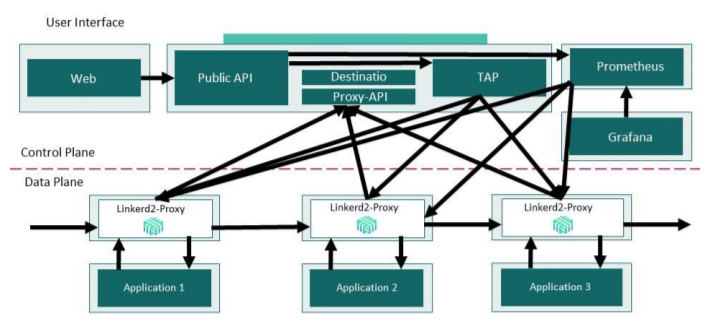 User Interface
Web
Public API
Destinatio
Proxy-API
TAP
Prometheus
Grafana
Control Plane
Data Plane
Linkerd2-Proxy
Linkerd2-Proxy
Linkerd2-Proxy
Application 1
Application 2
Application 3